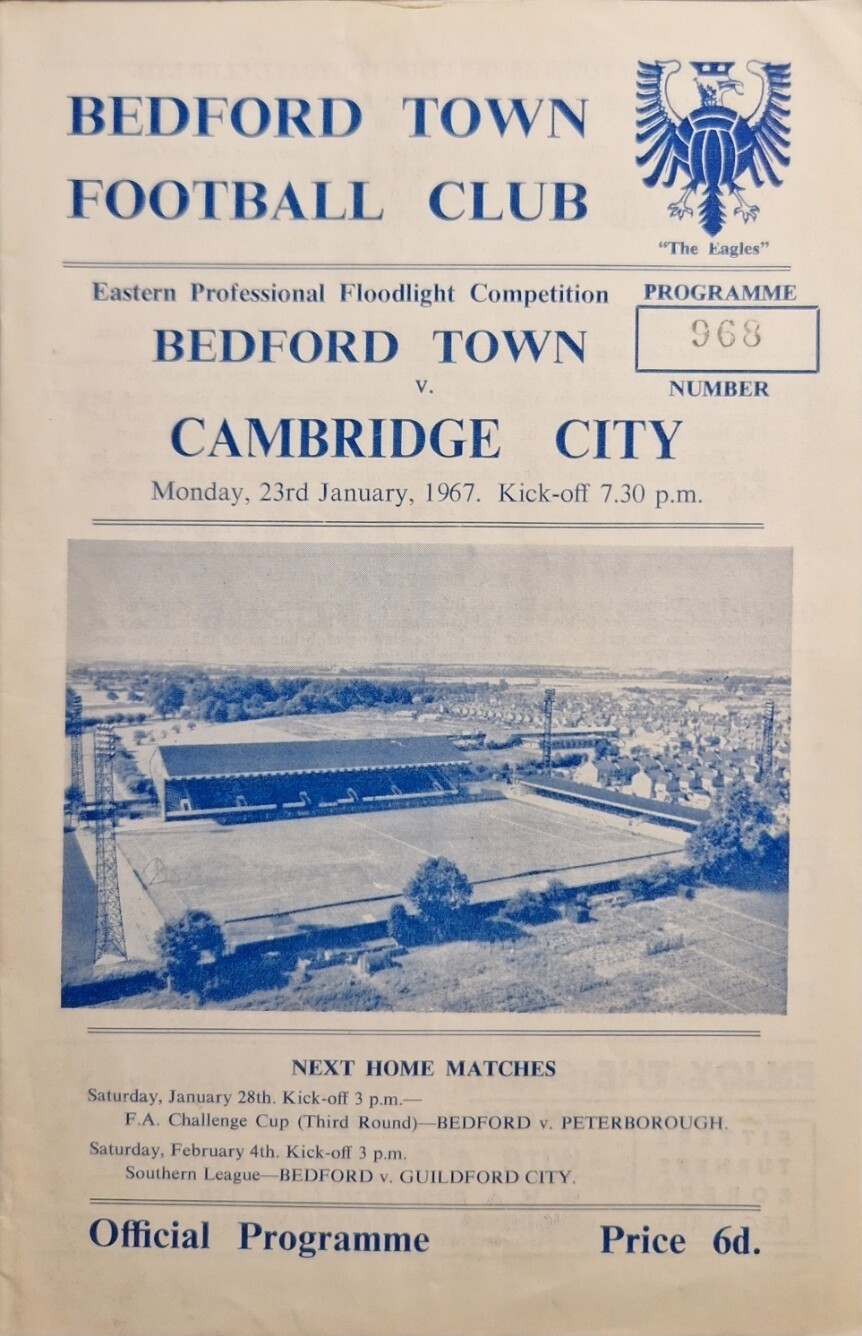 BEDFORD TOWN
FOOTBALL CLUB
"The Eagles"
Eastern Professional Floodlight Competition
PROGRAMME
968
NUMBER
BEDFORD TOWN
v.
CAMBRIDGE CITY
Monday, 23rd January, 1967. Kick-off 7.30 p.m.
NEXT HOME MATCHES
Saturday, January 28th. Kick-off 3 p.m.—
F.A. Challenge Cup (Third Round)—BEDFORD v. PETERBOROUGH.
Saturday, February 4th. Kick-off 3 p.m.
Southern League—BEDFORD v. GUILDFORD CITY.
Official Programme Price 6d.